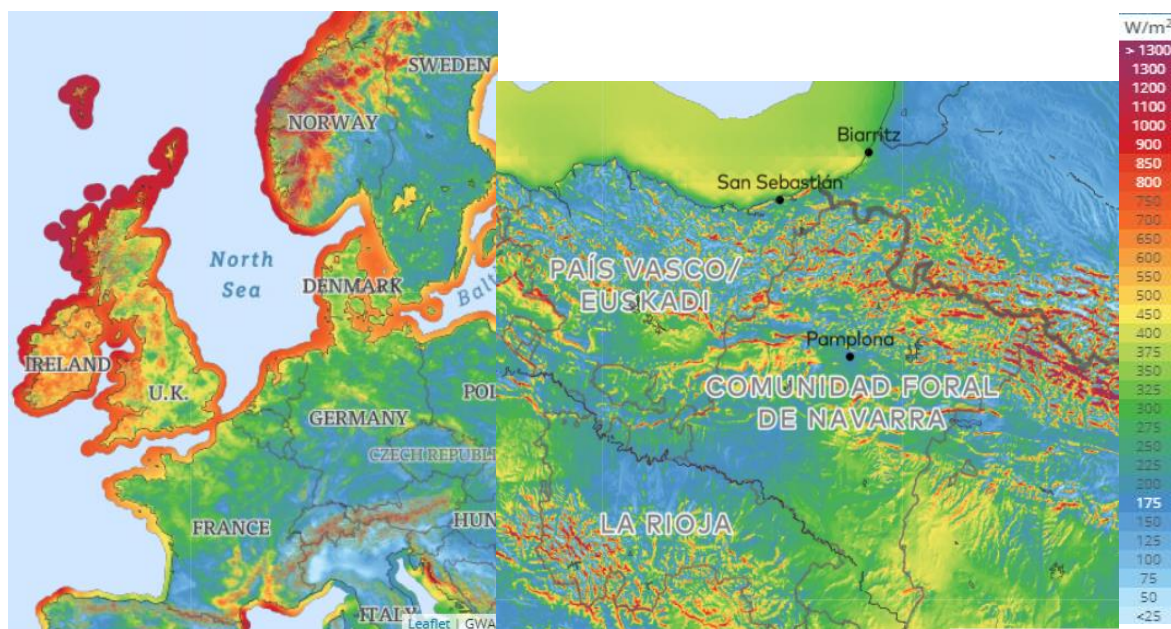 SWEDEN
NORWAY
North
Sea
DENMARK
Balt
IRELAND
U.K.
POL
GERMANY
CZECH REPUBLI
FRANCE
HUN
ITALY
Leaflet | GWA
Biarritz
San Sebastián
PAÍS VASCO/
EUSKADI
Pamplona
COMUNIDAD FORAL
DE NAVARRA
LA RIOJA
W/m²
> 1300
1300
1200
1100
1000
900
850
800
750
700
650
600
550
500
450
400
375
350
325
300
275
250
225
200
175
150
125
100
75
50
<25